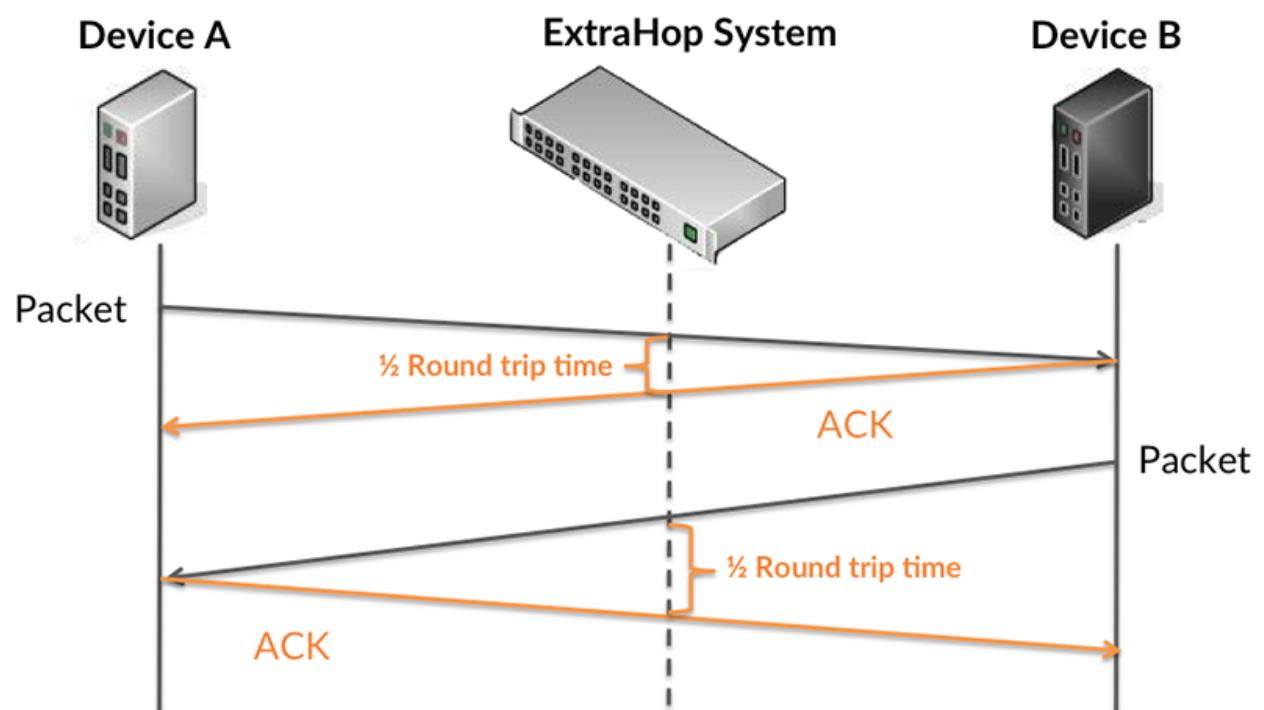 Device A
ExtraHop System
Device B
Packet
½ Round trip time
ACK
Packet
½ Round trip time
ACK